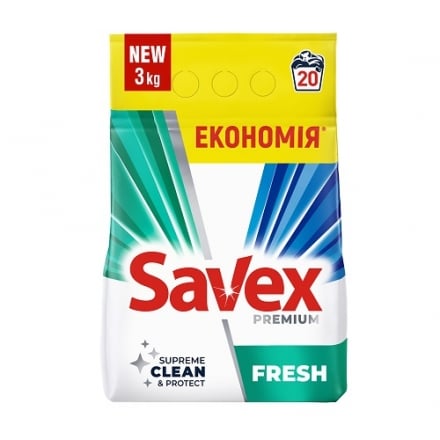 NEW
3 kg
20
ЕКОНОМІЯ*
Savex
PREMIUM
SUPREME
CLEAN
& PROTECT
FRESH